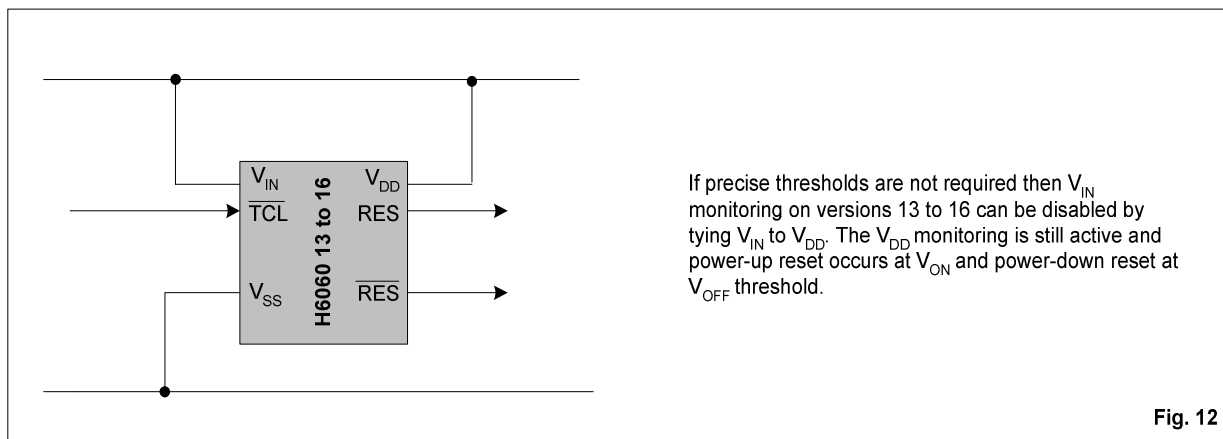 V_IN V_DD
T̅C̅L̅ RES
V_SS R̅E̅S̅
H6060 13 to 16
If precise thresholds are not required then V_IN
monitoring on versions 13 to 16 can be disabled by
tying V_IN to V_DD. The V_DD monitoring is still active and
power-up reset occurs at V_ON and power-down reset at
V_OFF threshold.
Fig. 12